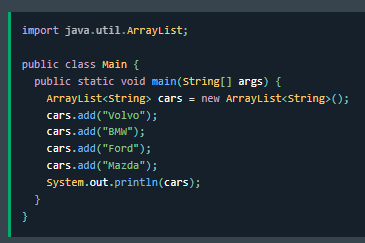 import java.util.ArrayList;
public class Main {
public static void main(String[] args) {
ArrayList<String> cars = new ArrayList<String>();
cars.add("Volvo");
cars.add("BMW");
cars.add("Ford");
cars.add("Mazda");
System.out.println(cars);
}
}